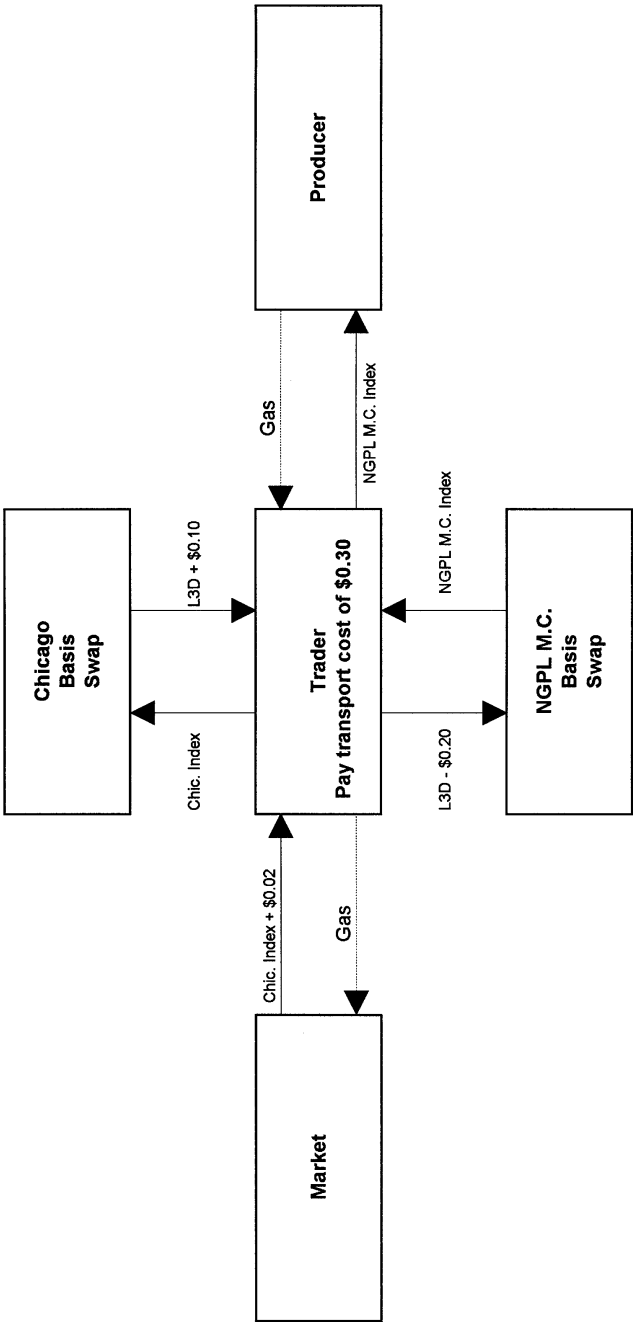 Producer
Gas
NGPL M.C. Index
Chicago
Basis
Swap
L3D + $0.10
Chic. Index
Trader
Pay transport cost of $0.30
NGPL M.C. Index
L3D - $0.20
NGPL M.C.
Basis
Swap
Chic. Index + $0.02
Gas
Market